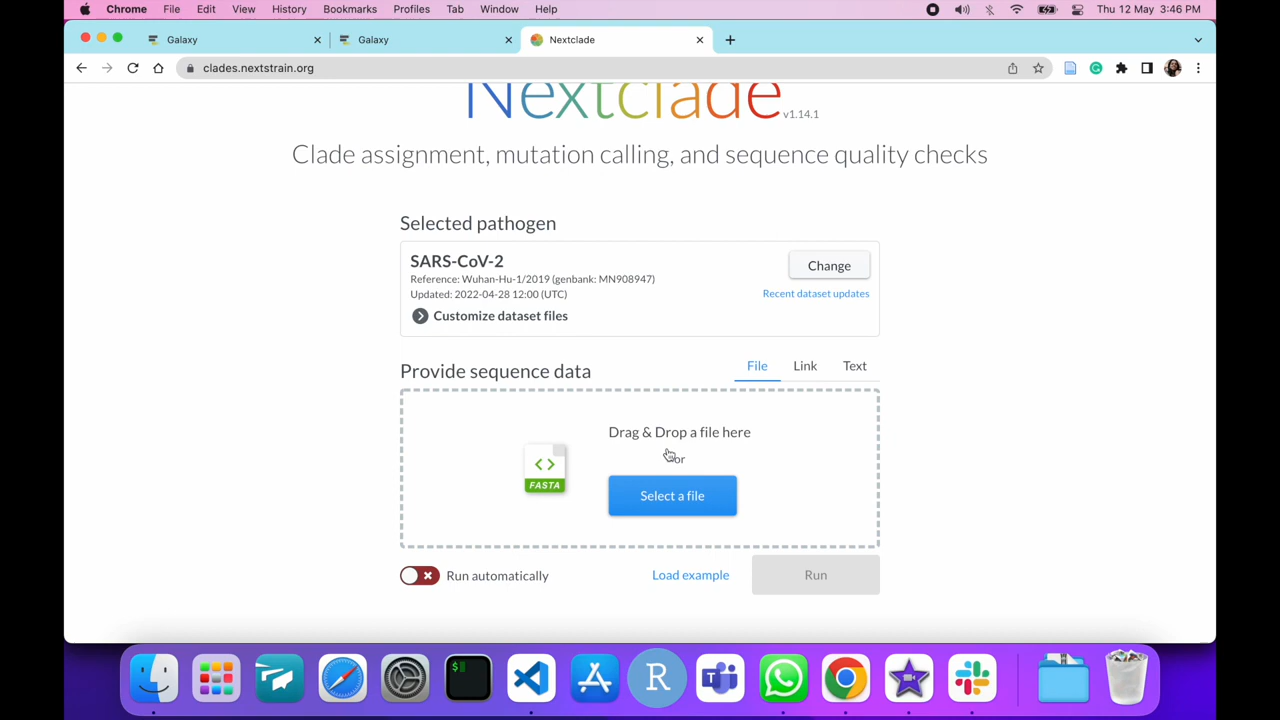 Chrome File Edit View History Bookmarks Profiles Tab Window Help Thu 12 May 3:46 PM
Galaxy Galaxy Nextclade
clades.nextstrain.org
Nextclade v1.14.1
Clade assignment, mutation calling, and sequence quality checks
Selected pathogen
SARS-CoV-2
Change
Reference: Wuhan-Hu-1/2019 (genbank: MN908947)
Updated: 2022-04-28 12:00 (UTC)
Recent dataset updates
Customize dataset files
Provide sequence data
File Link Text
Drag & Drop a file here
or
FASTA
Select a file
Run automatically
Load example
Run
$
R
T